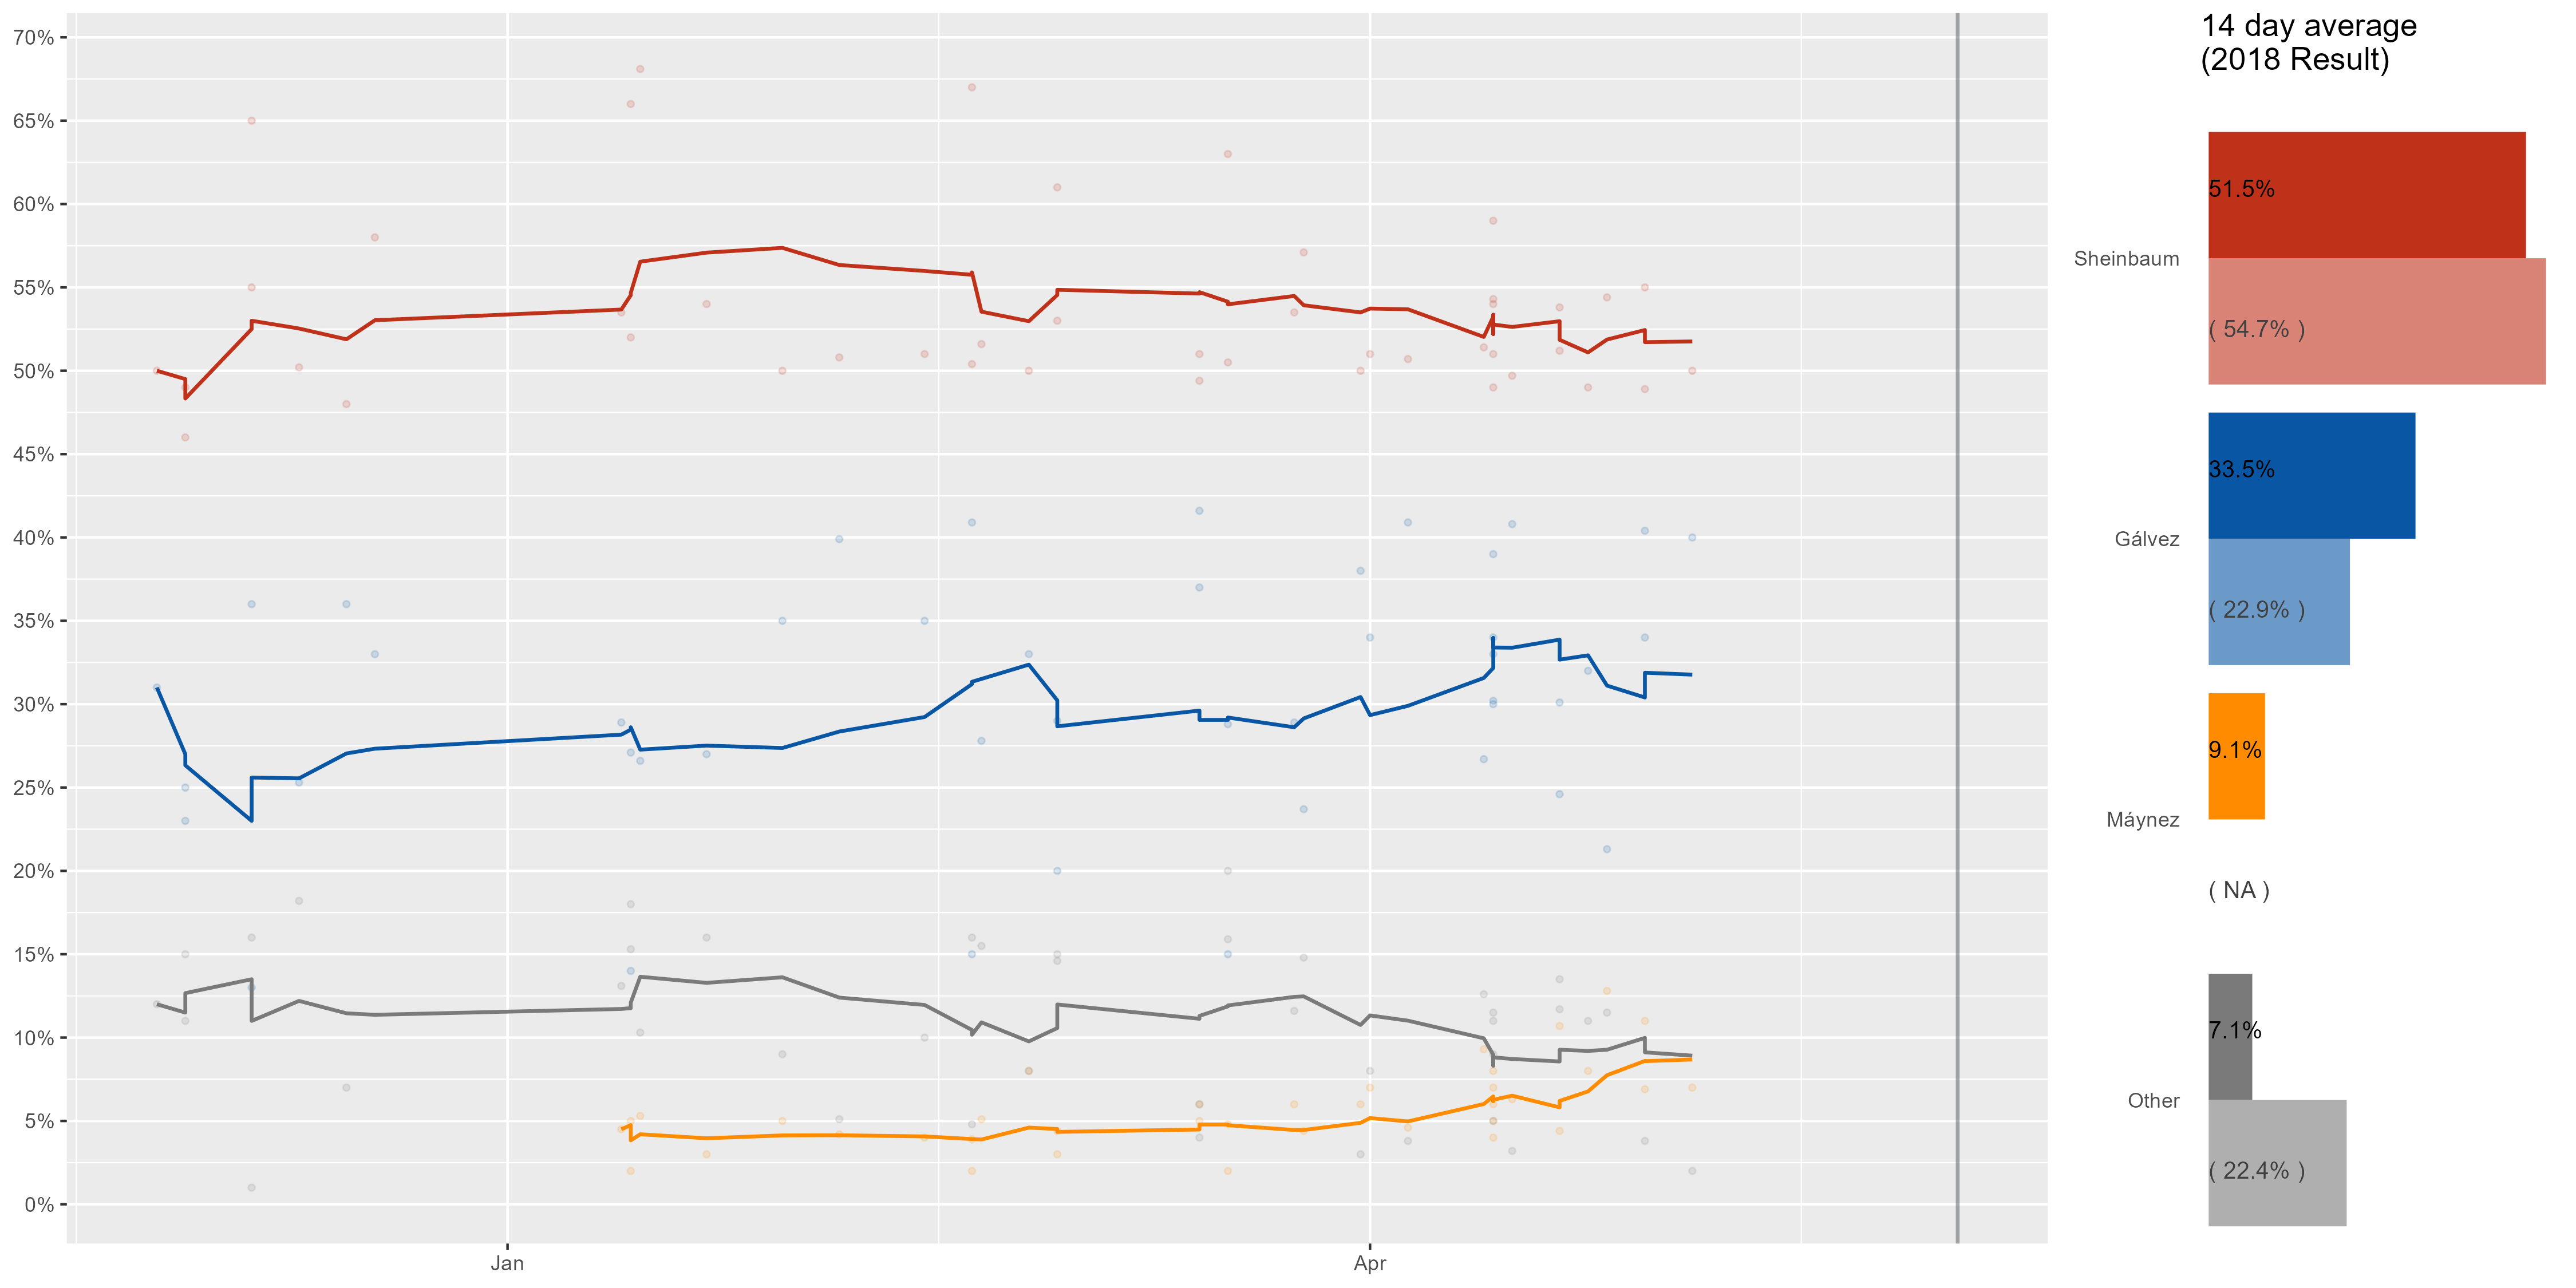 70%
65%
60%
55%
50%
45%
40%
35%
30%
25%
20%
15%
10%
5%
0%
Jan
Apr
14 day average
(2018 Result)
Sheinbaum
51.5%
( 54.7% )
Gálvez
33.5%
( 22.9% )
Máynez
9.1%
( NA )
Other
7.1%
( 22.4% )